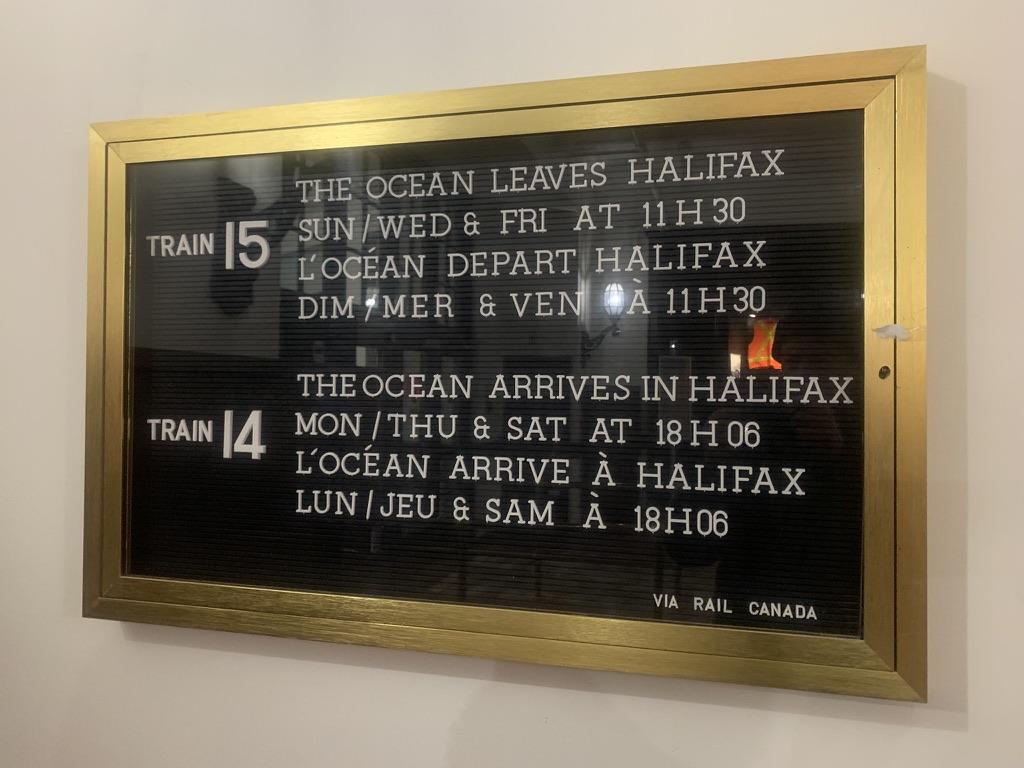 TRAIN 15
THE OCEAN LEAVES HALIFAX
SUN/WED & FRI AT 11H30
L'OCÉAN DEPART HALIFAX
DIM/MER & VEN À 11H30
TRAIN 14
THE OCEAN ARRIVES IN HALIFAX
MON/THU & SAT AT 18H06
L'OCÉAN ARRIVE À HALIFAX
LUN/JEU & SAM À 18H06
VIA RAIL CANADA